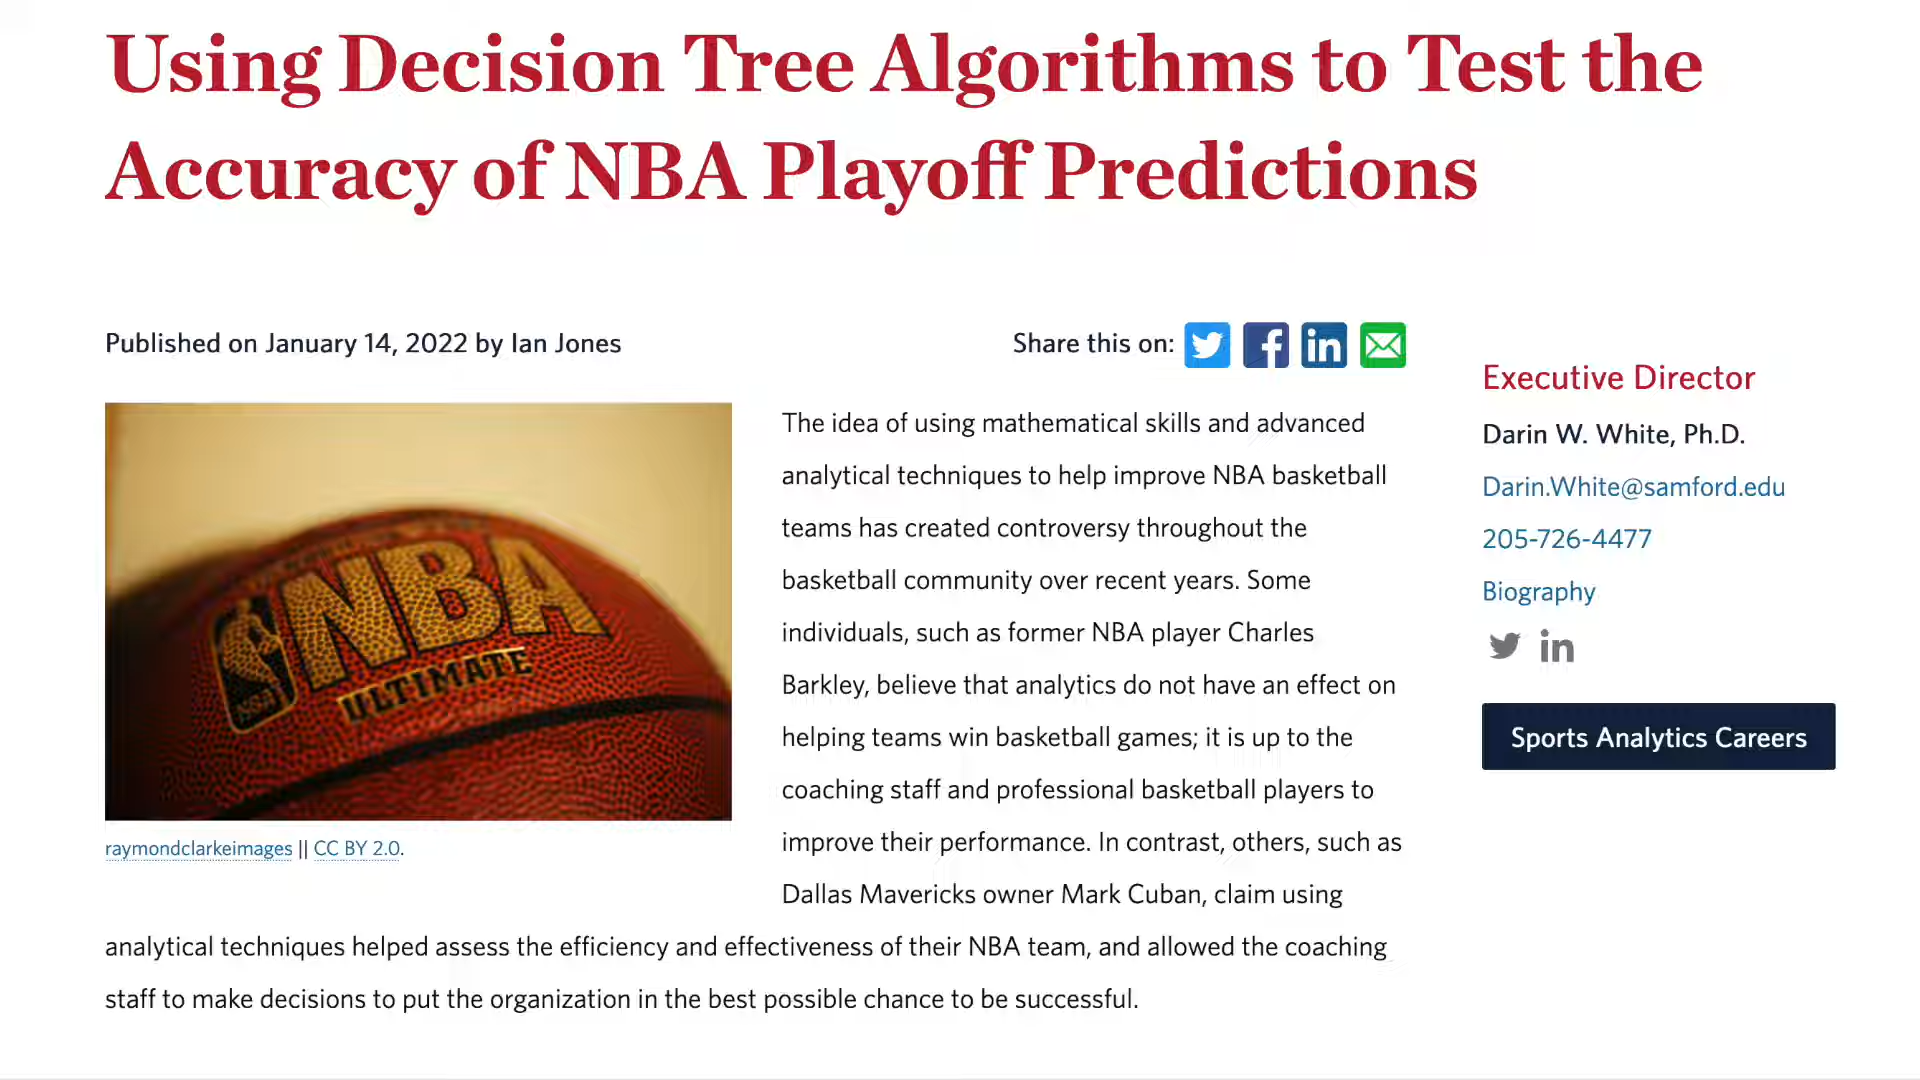 Using Decision Tree Algorithms to Test the
Accuracy of NBA Playoff Predictions
Published on January 14, 2022 by Ian Jones
Share this on:
NBA
ULTIMATE
raymondclarkeimages || CC BY 2.0.
The idea of using mathematical skills and advanced
analytical techniques to help improve NBA basketball
teams has created controversy throughout the
basketball community over recent years. Some
individuals, such as former NBA player Charles
Barkley, believe that analytics do not have an effect on
helping teams win basketball games; it is up to the
coaching staff and professional basketball players to
improve their performance. In contrast, others, such as
Dallas Mavericks owner Mark Cuban, claim using
analytical techniques helped assess the efficiency and effectiveness of their NBA team, and allowed the coaching
staff to make decisions to put the organization in the best possible chance to be successful.
Executive Director
Darin W. White, Ph.D.
Darin.White@samford.edu
205-726-4477
Biography
Sports Analytics Careers